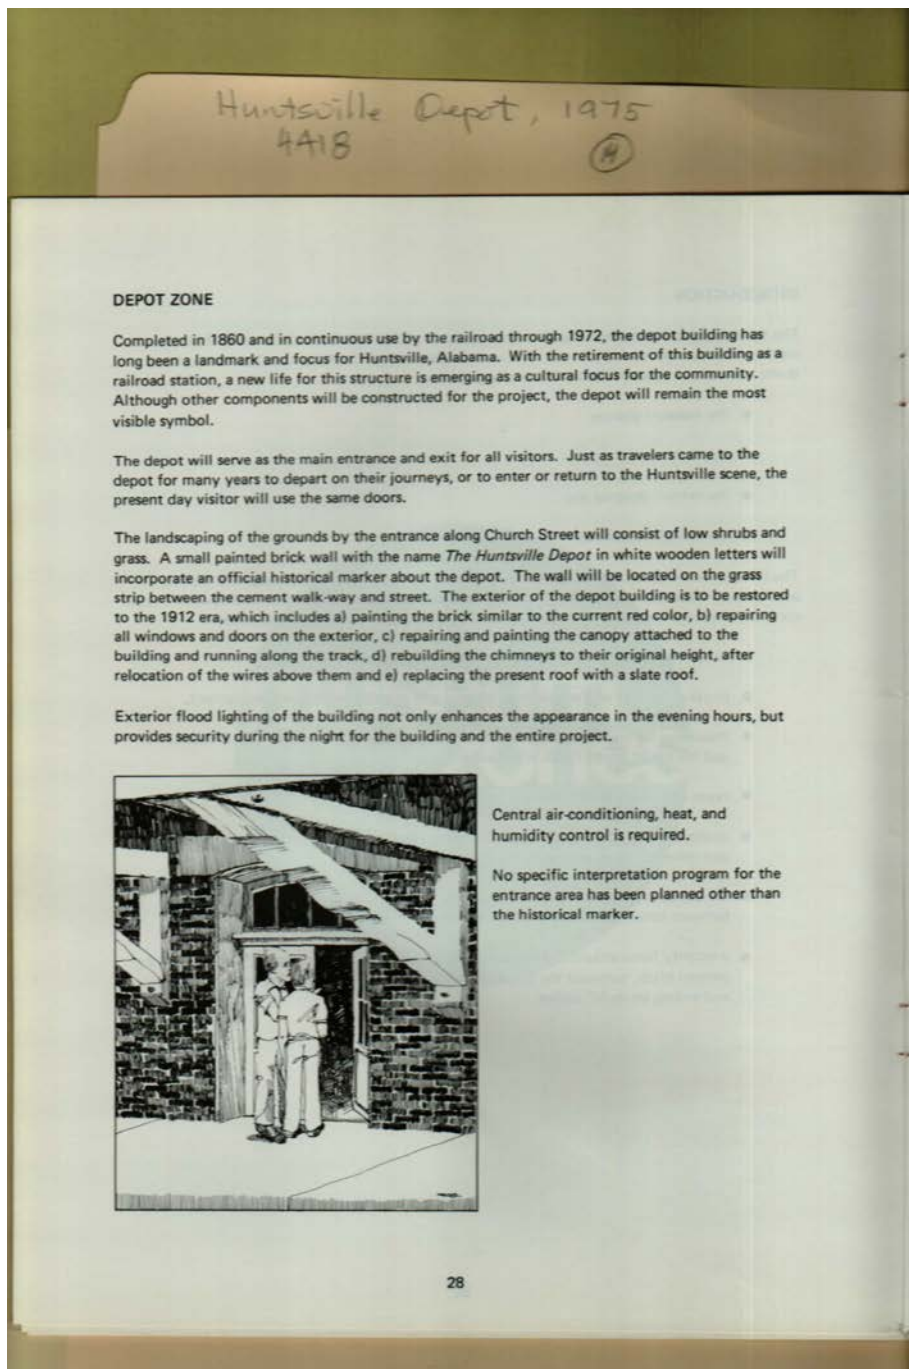 Huntsville Depot, 1975
4418
DEPOT ZONE
Completed in 1860 and in continuous use by the railroad through 1972, the depot building has
long been a landmark and focus for Huntsville, Alabama. With the retirement of this building as a
railroad station, a new life for this structure is emerging as a cultural focus for the community.
Although other components will be constructed for the project, the depot will remain the most
visible symbol.
The depot will serve as the main entrance and exit for all visitors. Just as travelers came to the
depot for many years to depart on their journeys, or to enter or return to the Huntsville scene, the
present day visitor will use the same doors.
The landscaping of the grounds by the entrance along Church Street will consist of low shrubs and
grass. A small painted brick wall with the name The Huntsville Depot in white wooden letters will
incorporate an official historical marker about the depot. The wall will be located on the grass
strip between the cement walk-way and street. The exterior of the depot building is to be restored
to the 1912 era, which includes a) painting the brick similar to the current red color, b) repairing
all windows and doors on the exterior, c) repairing and painting the canopy attached to the
building and running along the track, d) rebuilding the chimneys to their original height, after
relocation of the wires above them and e) replacing the present roof with a slate roof.
Exterior flood lighting of the building not only enhances the appearance in the evening hours, but
provides security during the night for the building and the entire project.
Central air-conditioning, heat, and
humidity control is required.
No specific interpretation program for the
entrance area has been planned other than
the historical marker.
28